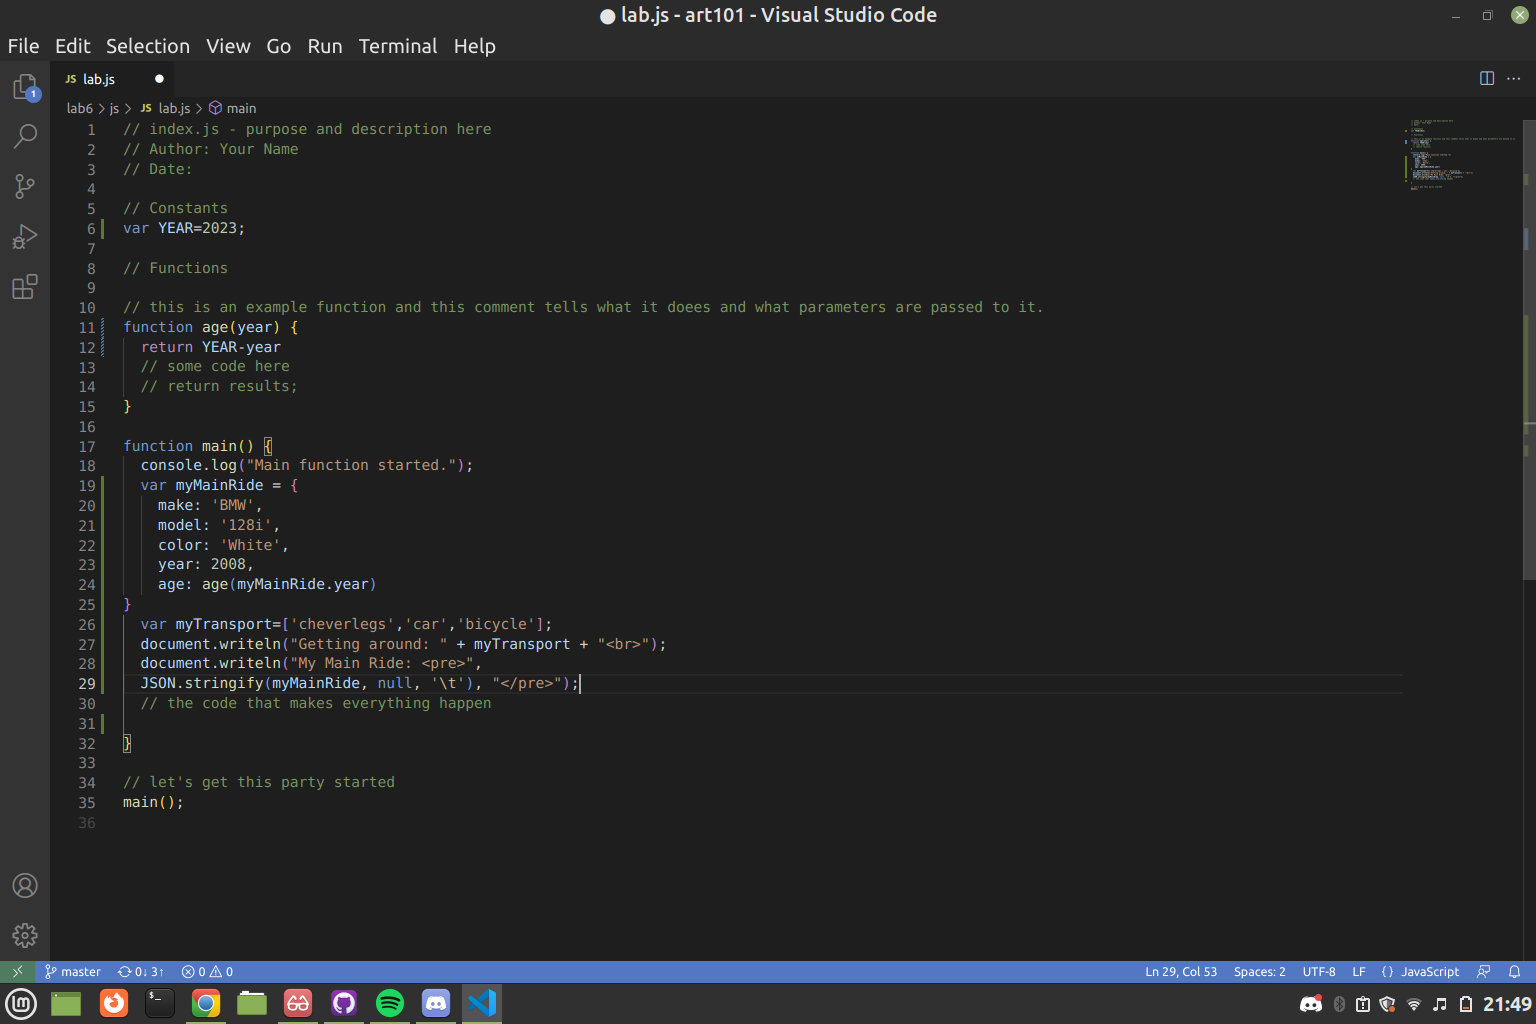 lab.js - art101 - Visual Studio Code
File Edit Selection View Go Run Terminal Help
JS lab.js
lab6 > js > JS lab.js > main
1 // index.js - purpose and description here
2 // Author: Your Name
3 // Date:
4
5 // Constants
6 var YEAR=2023;
7
8 // Functions
9
10 // this is an example function and this comment tells what it doees and what parameters are passed to it.
11 function age(year) {
12   return YEAR-year
13   // some code here
14   // return results;
15 }
16
17 function main() {
18   console.log("Main function started.");
19   var myMainRide = {
20     make: 'BMW',
21     model: '128i',
22     color: 'White',
23     year: 2008,
24     age: age(myMainRide.year)
25 }
26   var myTransport=['cheverlegs','car','bicycle'];
27   document.writeln("Getting around: " + myTransport + "<br>");
28   document.writeln("My Main Ride: <pre>",
29   JSON.stringify(myMainRide, null, '\t'), "</pre>");
30   // the code that makes everything happen
31
32 }
33
34 // let's get this party started
35 main();
36
1
master 0↓ 3↑ 0 0 Ln 29, Col 53 Spaces: 2 UTF-8 LF {} JavaScript
21:49